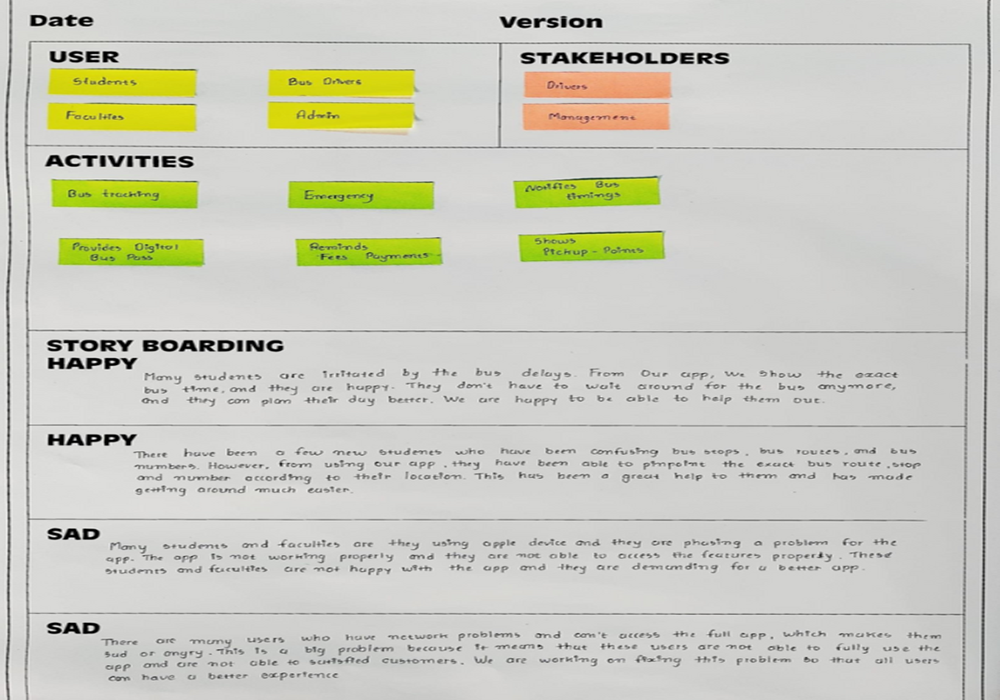 Date
Version
USER
STAKEHOLDERS
Students
Bus Drivers
Drivers
Faculties
Admin
Management
ACTIVITIES
Bus tracking
Emergency
Notifies Bus
timings
Provides Digital
Bus Pass
Reminds
Fees Payments
Shows
Pickup-Points
STORY BOARDING
HAPPY
Many students are irritated by the bus delays. From Our app, We show the exact
bus time, and they are happy. They don't have to wait around for the bus anymore,
and they can plan their day better. We are happy to be able to help them out.
HAPPY
There have been a few new students who have been confusing bus stops, bus routes, and bus
numbers. However, from using our app, they have been able to pinpoint the exact bus route, stop
and number according to their location. This has been a great help to them and has made
getting around much easier.
SAD
Many students and faculties are they using apple device and they are phasing a problem for the
app. The app is not working properly and they are not able to access the features properly. These
students and faculties are not happy with the app and they are demanding for a better app.
SAD
There are many users who have network problems and can't access the full app, which makes them
sad or angry. This is a big problem because it means that these users are not able to fully use the
app and are not able to satisfied customers. We are working on fixing this problem so that all users
can have a better experience